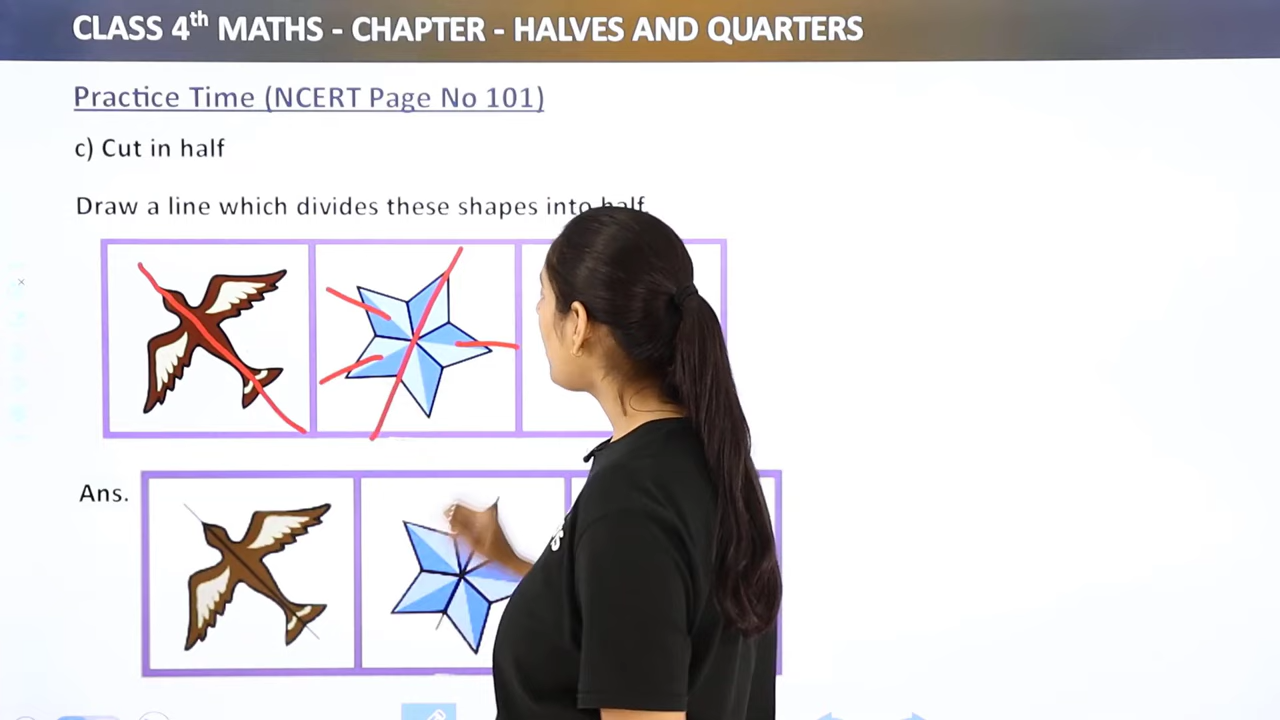 CLASS 4th MATHS - CHAPTER - HALVES AND QUARTERS
Practice Time (NCERT Page No 101)
c) Cut in half
Draw a line which divides these shapes into half.
Ans.